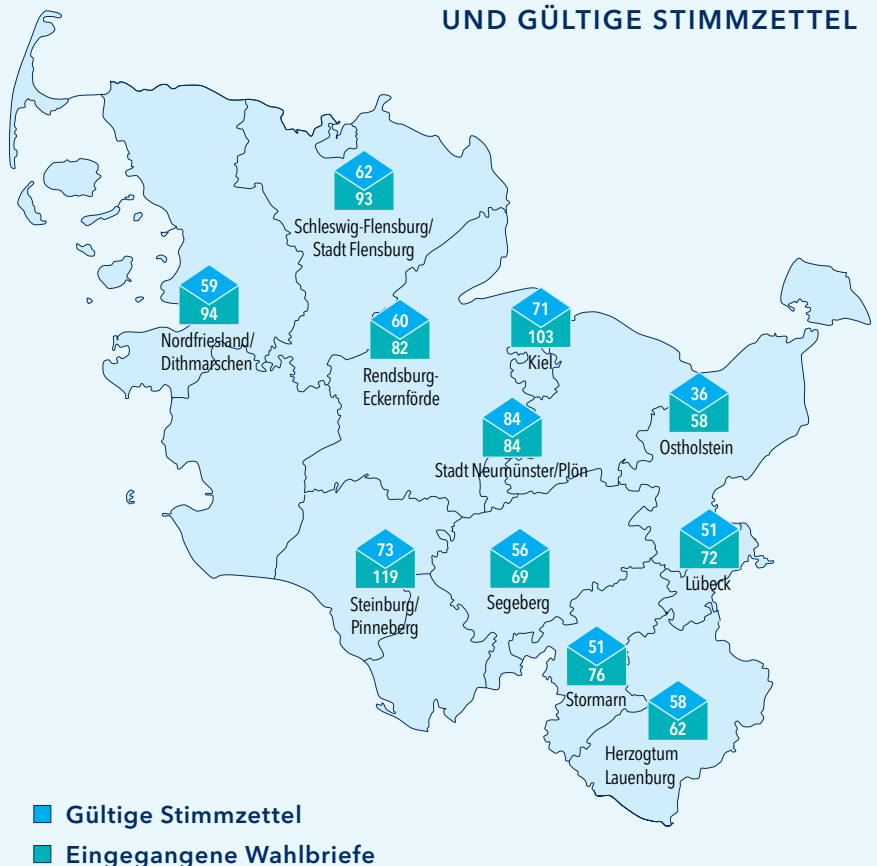 UND GÜLTIGE STIMMZETTEL
62
93
Schleswig-Flensburg/
Stadt Flensburg
59
94
Nordfriesland/
Dithmarschen
60
82
Rendsburg-
Eckernförde
71
103
Kiel
36
58
Ostholstein
84
84
Stadt Neumünster/Plön
51
72
Lübeck
73
119
Steinburg/
Pinneberg
56
69
Segeberg
51
76
Stormarn
58
62
Herzogtum
Lauenburg
Gültige Stimmzettel
Eingegangene Wahlbriefe